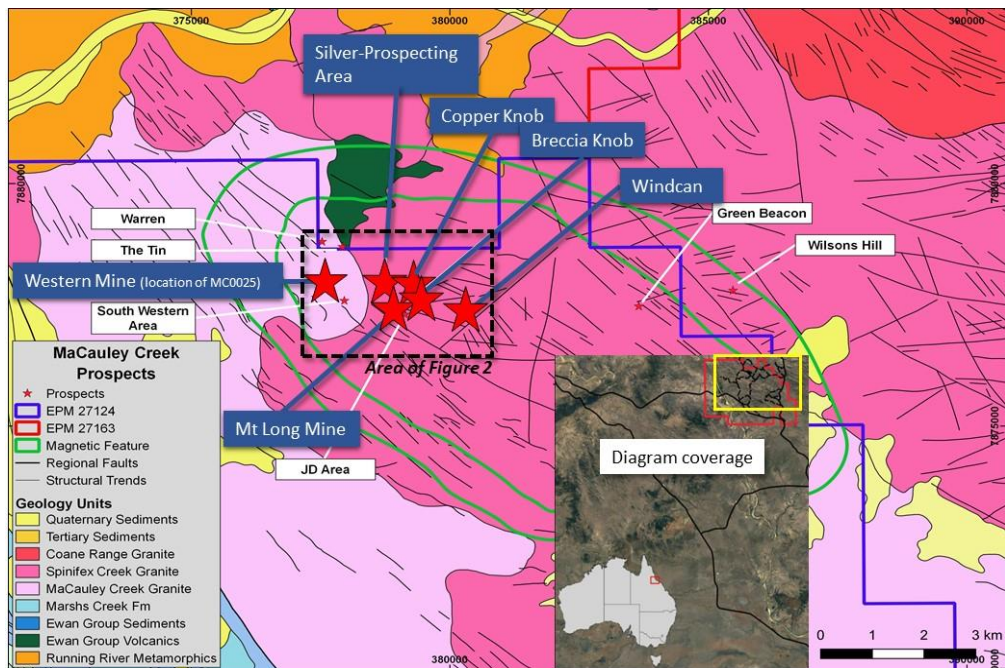 375000
380000
385000
390000
Silver-Prospecting
Area
Copper Knob
Breccia Knob
Windcan
7880000
7880000
Warren
The Tin
Western Mine (location of MC0025)
South Western
Area
Green Beacon
Wilsons Hill
Area of Figure 2
Mt Long Mine
JD Area
MaCauley Creek
Prospects
Prospects
EPM 27124
EPM 27163
Magnetic Feature
Regional Faults
Structural Trends
Geology Units
Quaternary Sediments
Tertiary Sediments
Coane Range Granite
Spinifex Creek Granite
MaCauley Creek Granite
Marshs Creek Fm
Ewan Group Sediments
Ewan Group Volcanics
Running River Metamorphics
Diagram coverage
7875000
0 1 2 3 km
380000